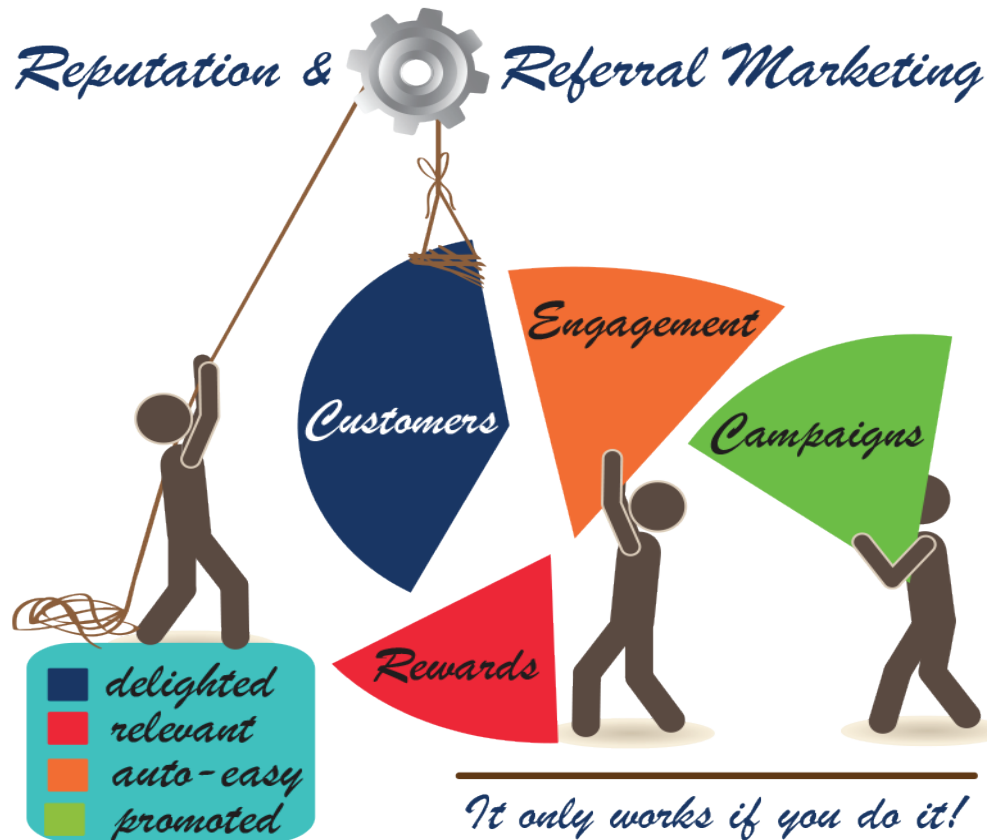 Reputation & Referral Marketing
Engagement
Customers
Campaigns
Rewards
delighted
relevant
auto-easy
promoted
It only works if you do it!